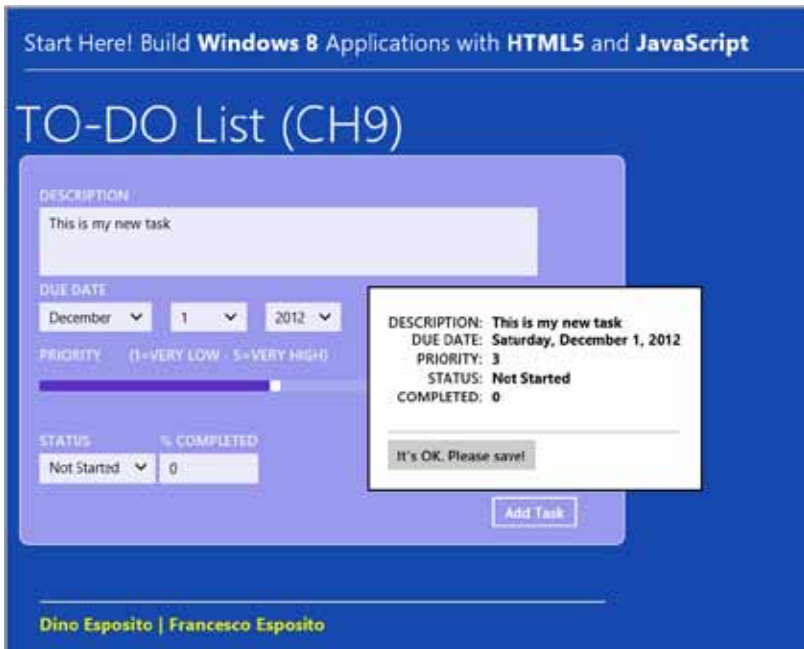 Start Here! Build Windows 8 Applications with HTML5 and JavaScript
TO-DO List (CH9)
DESCRIPTION
This is my new task
DUE DATE
December 1 2012
PRIORITY (1=VERY LOW - 5=VERY HIGH)
STATUS % COMPLETED
Not Started 0
DESCRIPTION: This is my new task
DUE DATE: Saturday, December 1, 2012
PRIORITY: 3
STATUS: Not Started
COMPLETED: 0
It's OK. Please save!
Add Task
Dino Esposito | Francesco Esposito